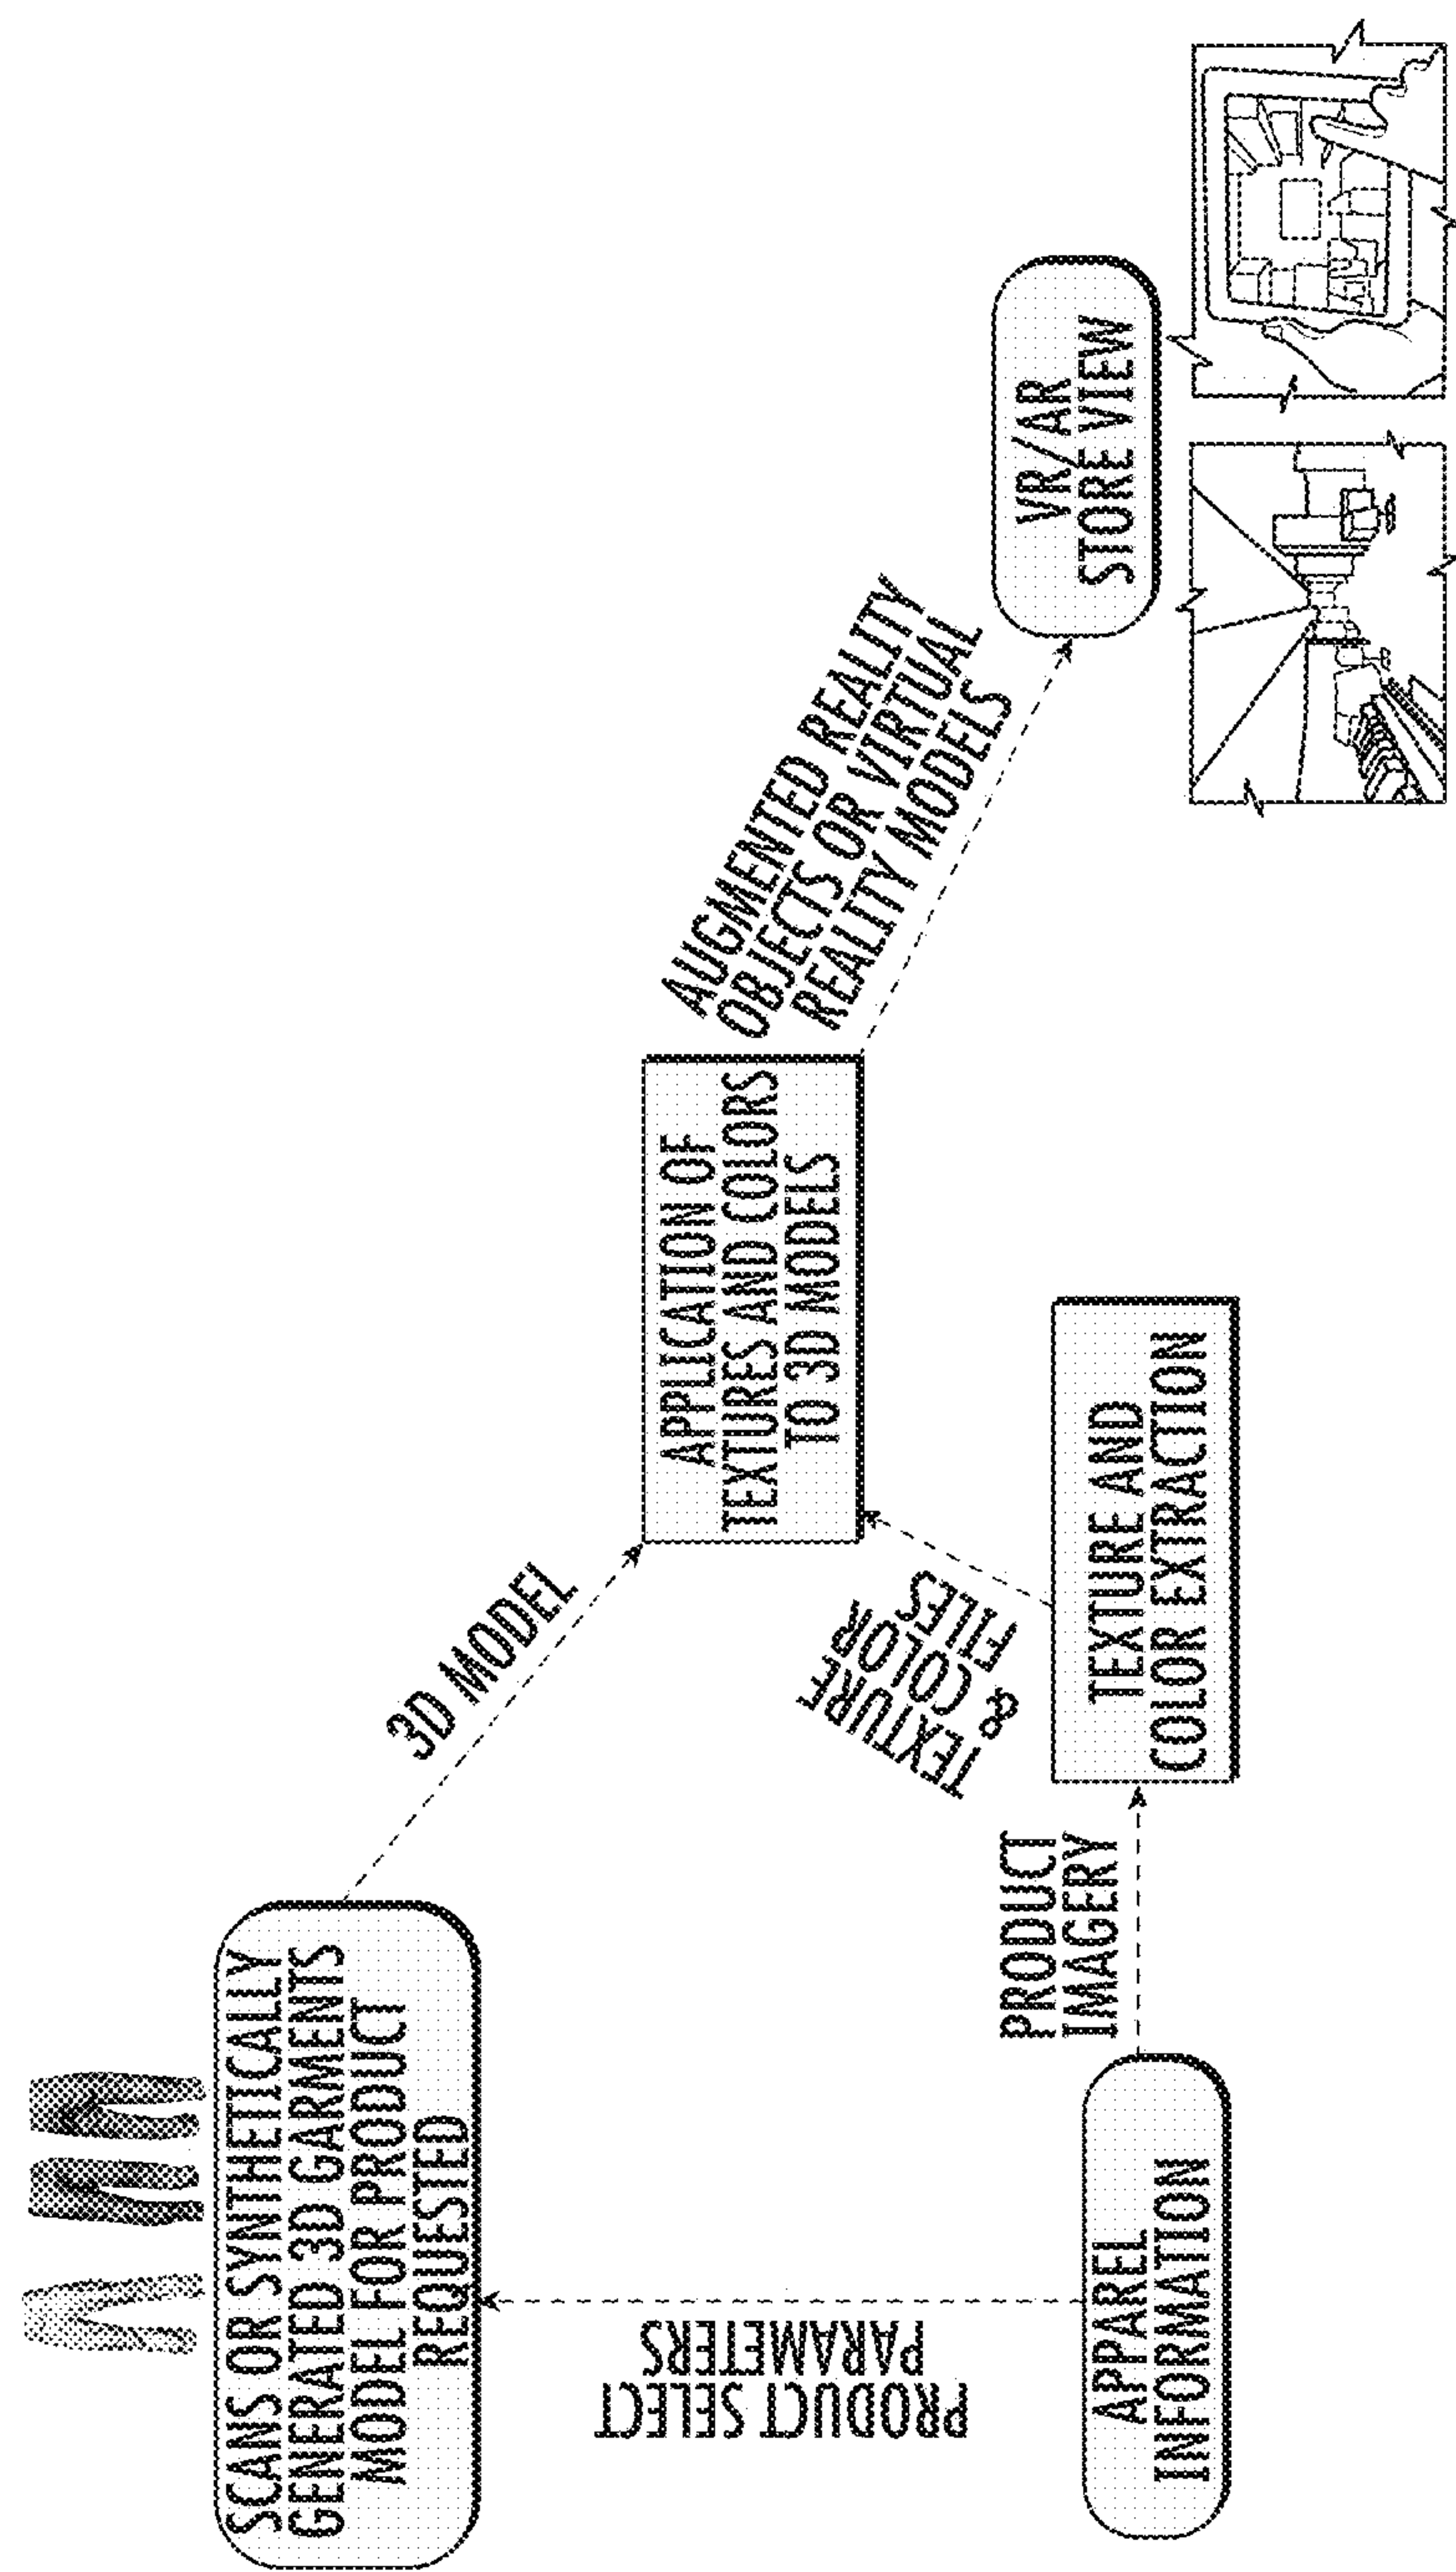 SCANS OR SYNTHETICALLY
GENERATED 3D GARMENTS
MODEL FOR PRODUCT
REQUESTED
3D MODEL
PRODUCT SELECT
PARAMETERS
APPLICATION OF
TEXTURES AND COLORS
TO 3D MODELS
AUGMENTED REALITY
OBJECTS OR VIRTUAL
REALITY MODELS
TEXTURE
& COLOR
FILES
VR/AR
STORE VIEW
APPAREL
INFORMATION
PRODUCT
IMAGERY
TEXTURE AND
COLOR EXTRACTION